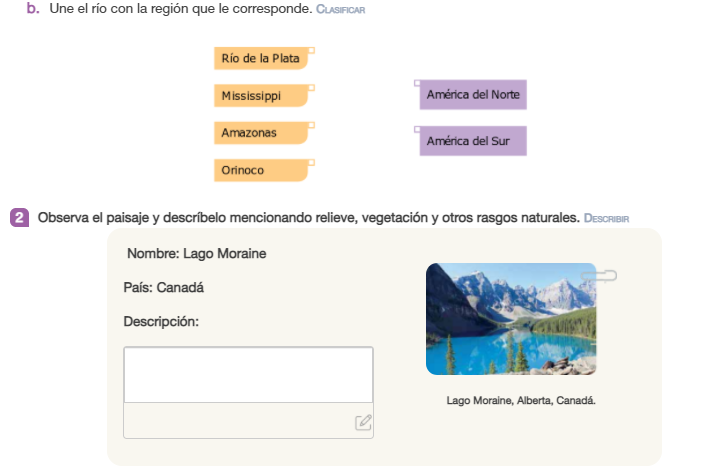 b. Une el río con la región que le corresponde. CLASIFICAR
Río de la Plata
Mississippi
Amazonas
Orinoco
América del Norte
América del Sur
2 Observa el paisaje y descríbelo mencionando relieve, vegetación y otros rasgos naturales. DESCRIBIR
Nombre: Lago Moraine
País: Canadá
Descripción:
Lago Moraine, Alberta, Canadá.